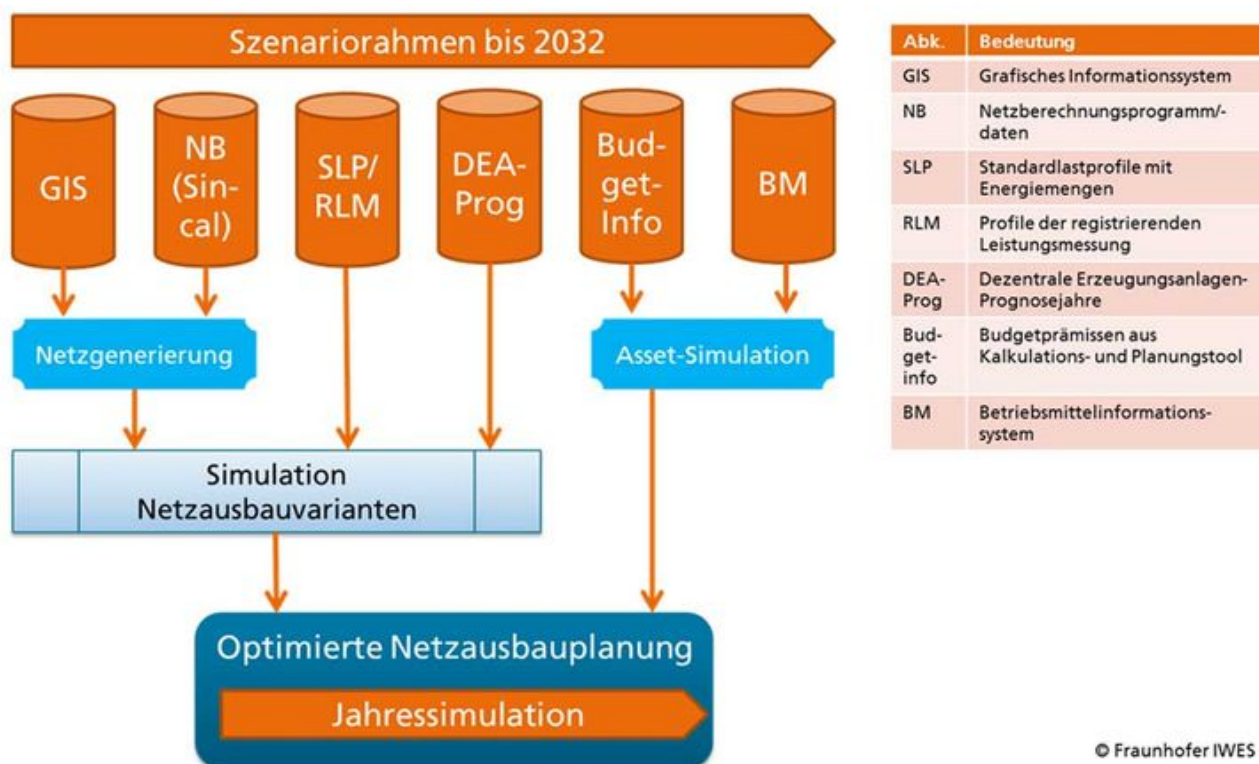 Szenariorahmen bis 2032
GIS
NB
(Sin-
cal)
SLP/
RLM
DEA-
Prog
Bud-
get-
Info
BM
Netzgenerierung
Asset-Simulation
Simulation
Netzausbauvarianten
Optimierte Netzausbauplanung
Jahressimulation
Abk. Bedeutung
GIS Grafisches Informationssystem
NB Netzberechnungsprogramm/-
daten
SLP Standardlastprofile mit
Energiemengen
RLM Profile der registrierenden
Leistungsmessung
DEA- Dezentrale Erzeugungsanlagen-
Prog Prognosejahre
Bud- Budgetprämissen aus
get- Kalkulations- und Planungstool
info
BM Betriebsmittelinformations-
system
© Fraunhofer IWES